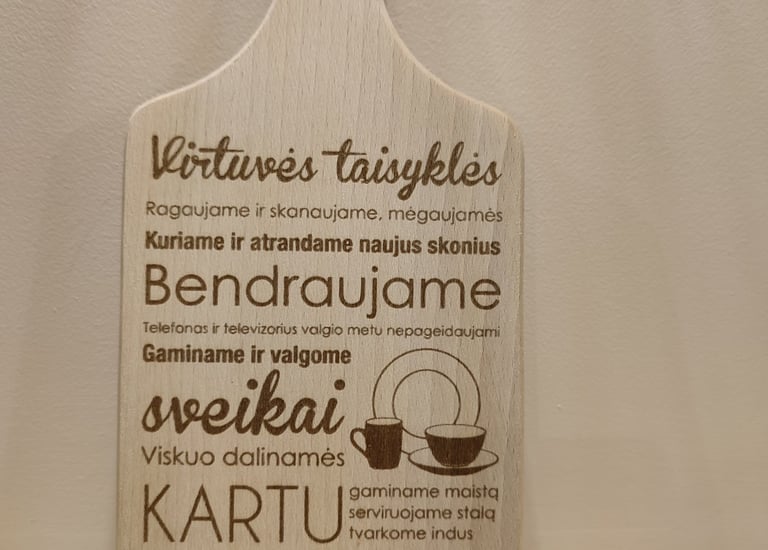 Virtuvės taisyklės
Ragaujame ir skanaujame, mėgaujamės
Kuriame ir atrandame naujus skonius
Bendraujame
Telefonas ir televizorius valgio metu nepageidaujami
Gaminame ir valgome
sveikai
Viskuo dalinamės
KARTU
gaminame maistą
serviruojame stalą
tvarkome indus